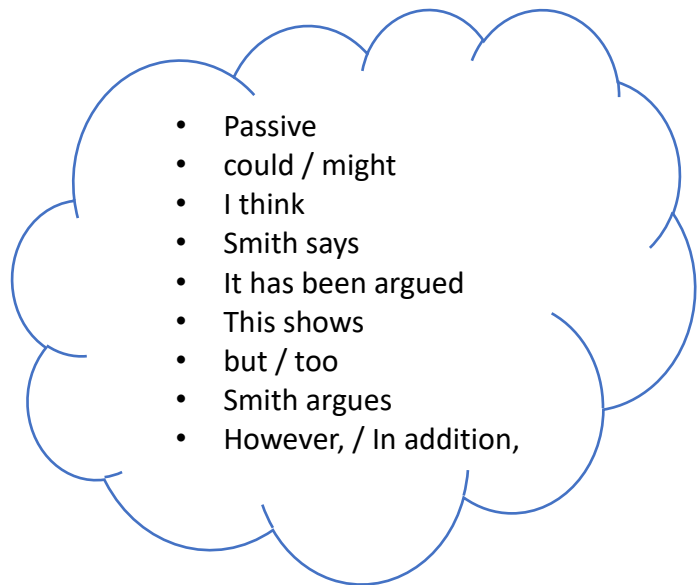 • Passive
• could / might
• I think
• Smith says
• It has been argued
• This shows
• but / too
• Smith argues
• However, / In addition,